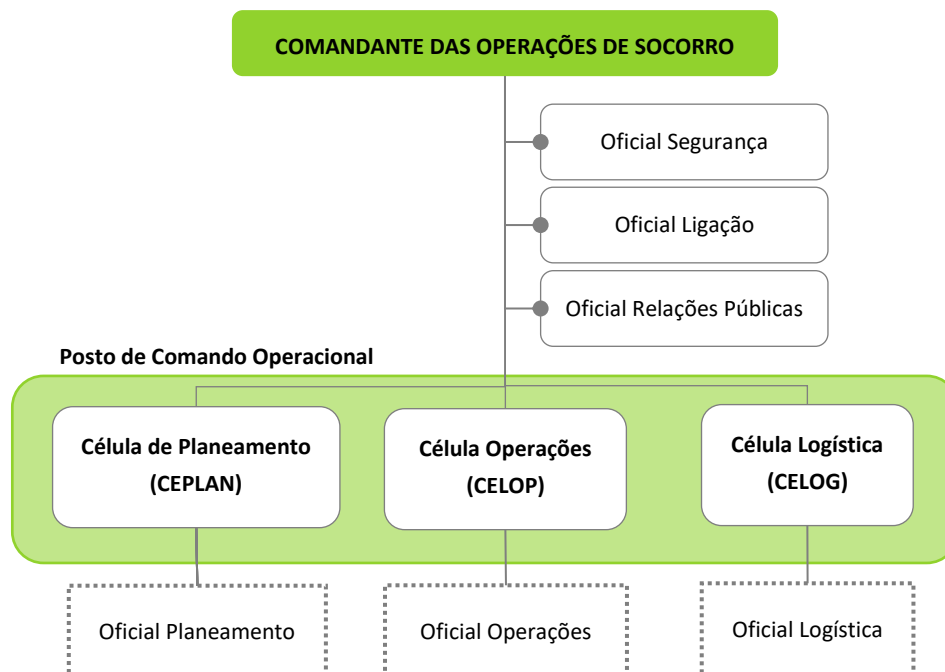 COMANDANTE DAS OPERAÇÕES DE SOCORRO
Oficial Segurança
Oficial Ligação
Oficial Relações Públicas
Posto de Comando Operacional
Célula de Planeamento
(CEPLAN)
Célula Operações
(CELOP)
Célula Logística
(CELOG)
Oficial Planeamento
Oficial Operações
Oficial Logística